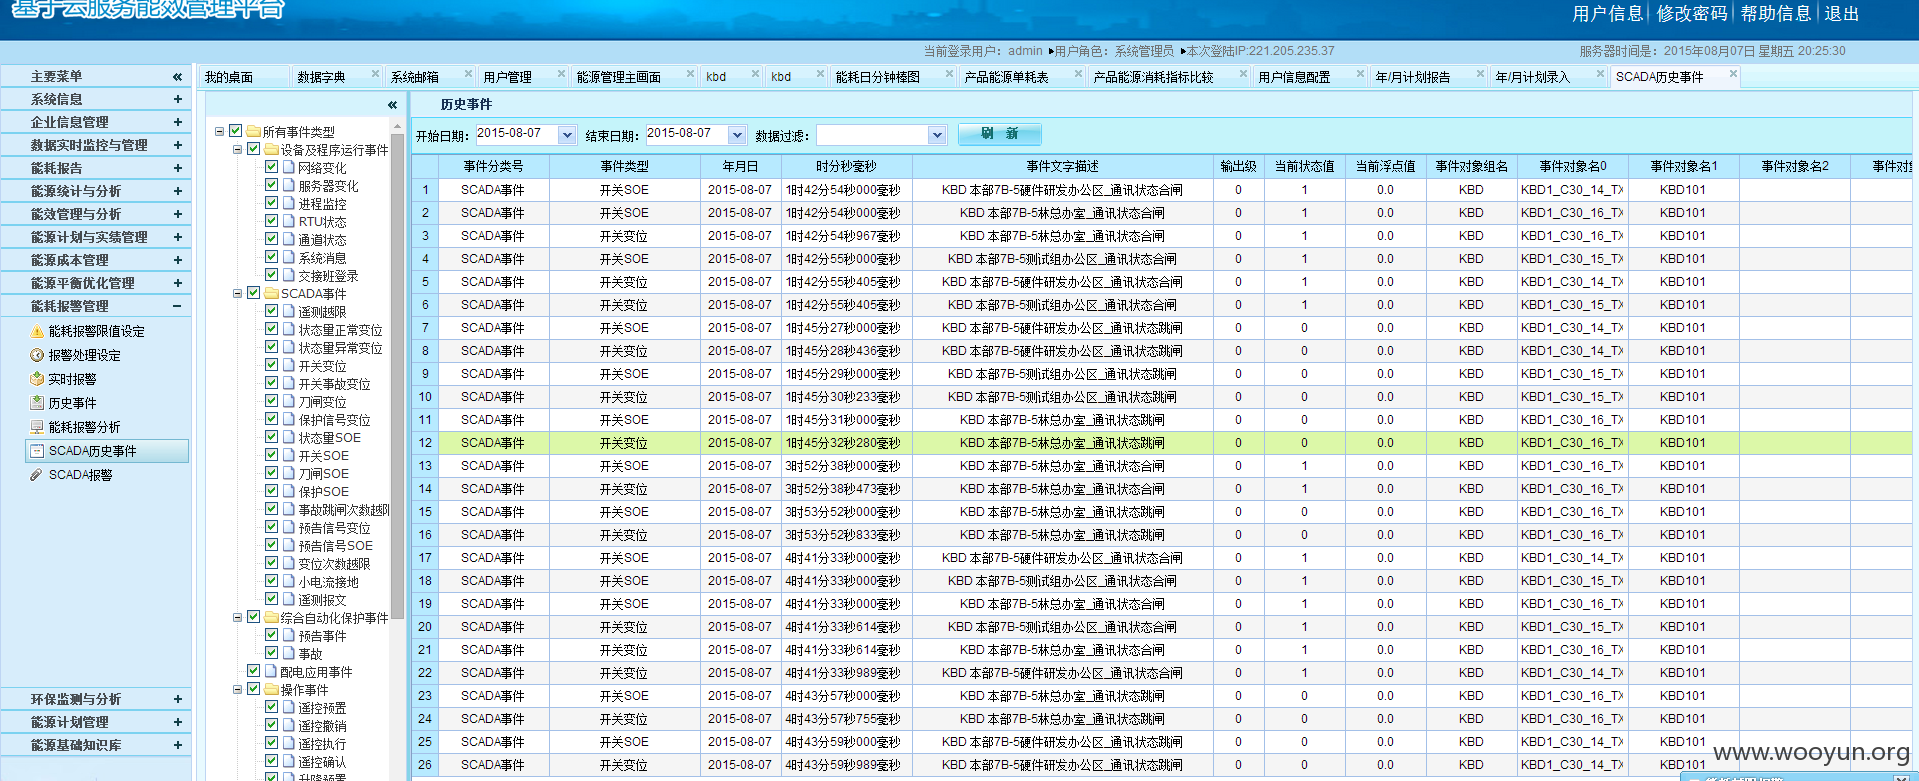 基于云服务能效管理平台
用户信息 修改密码 帮助信息 退出
当前登录用户: admin 用户角色: 系统管理员 本次登陆IP:221.205.235.37
服务器时间是: 2015年08月07日 星期五 20:25:30
主要菜单
系统信息
企业信息管理
数据实时监控与管理
能耗报告
能源统计与分析
能效管理与分析
能源计划与实绩管理
能源成本管理
能源平衡优化管理
能耗报警管理
能耗报警限值设定
报警处理设定
实时报警
历史事件
能耗报警分析
SCADA历史事件
SCADA报警
环保监测与分析
能源计划管理
能源基础知识库
我的桌面 数据字典 系统邮箱 用户管理 能源管理主画面 kbd kbd 能耗日分钟棒图 产品能源单耗表 产品能源消耗指标比较 用户信息配置 年/月计划报告 年/月计划录入 SCADA历史事件
所有事件类型
设备及程序运行事件
网络变化
服务器变化
进程监控
RTU状态
通道状态
系统消息
交接班登录
SCADA事件
遥测越限
状态量正常变位
状态量异常变位
开关变位
开关事故变位
刀闸变位
保护信号变位
状态量SOE
开关SOE
刀闸SOE
保护SOE
事故跳闸次数越限
预告信号变位
预告信号SOE
变位次数越限
小电流接地
遥测报文
综合自动化保护事件
预告事件
事故
配电应用事件
操作事件
遥控预置
遥控撤销
遥控执行
遥控确认
升降预置
历史事件
开始日期: 2015-08-07 结束日期: 2015-08-07 数据过滤: 刷 新
事件分类号 事件类型 年月日 时分秒毫秒 事件文字描述 输出级 当前状态值 当前浮点值 事件对象组名 事件对象名0 事件对象名1 事件对象名2 事件对象
1 SCADA事件 开关SOE 2015-08-07 1时42分54秒000毫秒 KBD 本部7B-5硬件研发办公区_通讯状态合闸 0 1 0.0 KBD KBD1_C30_14_TX KBD101
2 SCADA事件 开关SOE 2015-08-07 1时42分54秒000毫秒 KBD 本部7B-5林总办室_通讯状态合闸 0 1 0.0 KBD KBD1_C30_16_TX KBD101
3 SCADA事件 开关变位 2015-08-07 1时42分54秒967毫秒 KBD 本部7B-5林总办室_通讯状态合闸 0 1 0.0 KBD KBD1_C30_16_TX KBD101
4 SCADA事件 开关SOE 2015-08-07 1时42分55秒000毫秒 KBD 本部7B-5测试组办公区_通讯状态合闸 0 1 0.0 KBD KBD1_C30_15_TX KBD101
5 SCADA事件 开关变位 2015-08-07 1时42分55秒405毫秒 KBD 本部7B-5硬件研发办公区_通讯状态合闸 0 1 0.0 KBD KBD1_C30_14_TX KBD101
6 SCADA事件 开关变位 2015-08-07 1时42分55秒405毫秒 KBD 本部7B-5测试组办公区_通讯状态合闸 0 1 0.0 KBD KBD1_C30_15_TX KBD101
7 SCADA事件 开关SOE 2015-08-07 1时45分27秒000毫秒 KBD 本部7B-5硬件研发办公区_通讯状态跳闸 0 0 0.0 KBD KBD1_C30_14_TX KBD101
8 SCADA事件 开关变位 2015-08-07 1时45分28秒436毫秒 KBD 本部7B-5硬件研发办公区_通讯状态跳闸 0 0 0.0 KBD KBD1_C30_14_TX KBD101
9 SCADA事件 开关SOE 2015-08-07 1时45分29秒000毫秒 KBD 本部7B-5测试组办公区_通讯状态跳闸 0 0 0.0 KBD KBD1_C30_15_TX KBD101
10 SCADA事件 开关变位 2015-08-07 1时45分30秒233毫秒 KBD 本部7B-5测试组办公区_通讯状态跳闸 0 0 0.0 KBD KBD1_C30_15_TX KBD101
11 SCADA事件 开关SOE 2015-08-07 1时45分31秒000毫秒 KBD 本部7B-5林总办室_通讯状态跳闸 0 0 0.0 KBD KBD1_C30_16_TX KBD101
12 SCADA事件 开关变位 2015-08-07 1时45分32秒280毫秒 KBD 本部7B-5林总办室_通讯状态跳闸 0 0 0.0 KBD KBD1_C30_16_TX KBD101
13 SCADA事件 开关SOE 2015-08-07 3时52分38秒000毫秒 KBD 本部7B-5林总办室_通讯状态合闸 0 1 0.0 KBD KBD1_C30_16_TX KBD101
14 SCADA事件 开关变位 2015-08-07 3时52分38秒473毫秒 KBD 本部7B-5林总办室_通讯状态合闸 0 1 0.0 KBD KBD1_C30_16_TX KBD101
15 SCADA事件 开关SOE 2015-08-07 3时53分52秒000毫秒 KBD 本部7B-5林总办室_通讯状态跳闸 0 0 0.0 KBD KBD1_C30_16_TX KBD101
16 SCADA事件 开关变位 2015-08-07 3时53分52秒833毫秒 KBD 本部7B-5林总办室_通讯状态跳闸 0 0 0.0 KBD KBD1_C30_16_TX KBD101
17 SCADA事件 开关SOE 2015-08-07 4时41分33秒000毫秒 KBD 本部7B-5硬件研发办公区_通讯状态合闸 0 1 0.0 KBD KBD1_C30_14_TX KBD101
18 SCADA事件 开关SOE 2015-08-07 4时41分33秒000毫秒 KBD 本部7B-5测试组办公区_通讯状态合闸 0 1 0.0 KBD KBD1_C30_15_TX KBD101
19 SCADA事件 开关SOE 2015-08-07 4时41分33秒000毫秒 KBD 本部7B-5林总办室_通讯状态合闸 0 1 0.0 KBD KBD1_C30_16_TX KBD101
20 SCADA事件 开关变位 2015-08-07 4时41分33秒614毫秒 KBD 本部7B-5测试组办公区_通讯状态合闸 0 1 0.0 KBD KBD1_C30_15_TX KBD101
21 SCADA事件 开关变位 2015-08-07 4时41分33秒614毫秒 KBD 本部7B-5林总办室_通讯状态合闸 0 1 0.0 KBD KBD1_C30_16_TX KBD101
22 SCADA事件 开关变位 2015-08-07 4时41分33秒989毫秒 KBD 本部7B-5硬件研发办公区_通讯状态合闸 0 1 0.0 KBD KBD1_C30_14_TX KBD101
23 SCADA事件 开关SOE 2015-08-07 4时43分57秒000毫秒 KBD 本部7B-5林总办室_通讯状态跳闸 0 0 0.0 KBD KBD1_C30_16_TX KBD101
24 SCADA事件 开关变位 2015-08-07 4时43分57秒755毫秒 KBD 本部7B-5林总办室_通讯状态跳闸 0 0 0.0 KBD KBD1_C30_16_TX KBD101
25 SCADA事件 开关SOE 2015-08-07 4时43分59秒000毫秒 KBD 本部7B-5硬件研发办公区_通讯状态跳闸 0 0 0.0 KBD KBD1_C30_14_TX KBD101
26 SCADA事件 开关变位 2015-08-07 4时43分59秒989毫秒 KBD 本部7B-5硬件研发办公区_通讯状态跳闸 0 0 0.0 KBD KBD1_C30_14_TX KBD101
www.wooyun.org